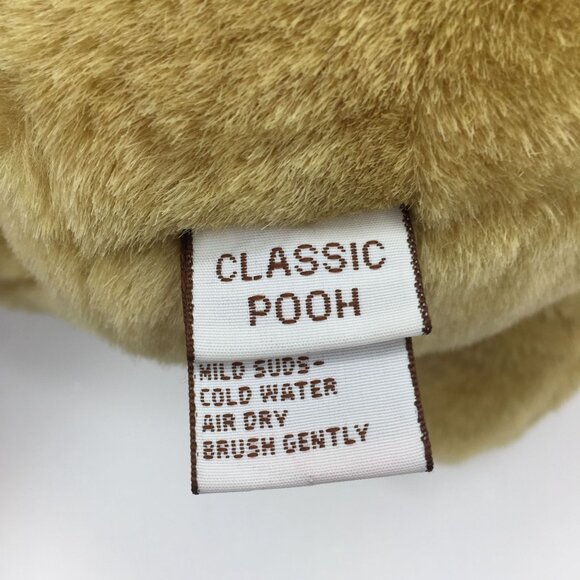 CLASSIC
POOH
MILD SUDS-
COLD WATER
AIR DRY
BRUSH GENTLY